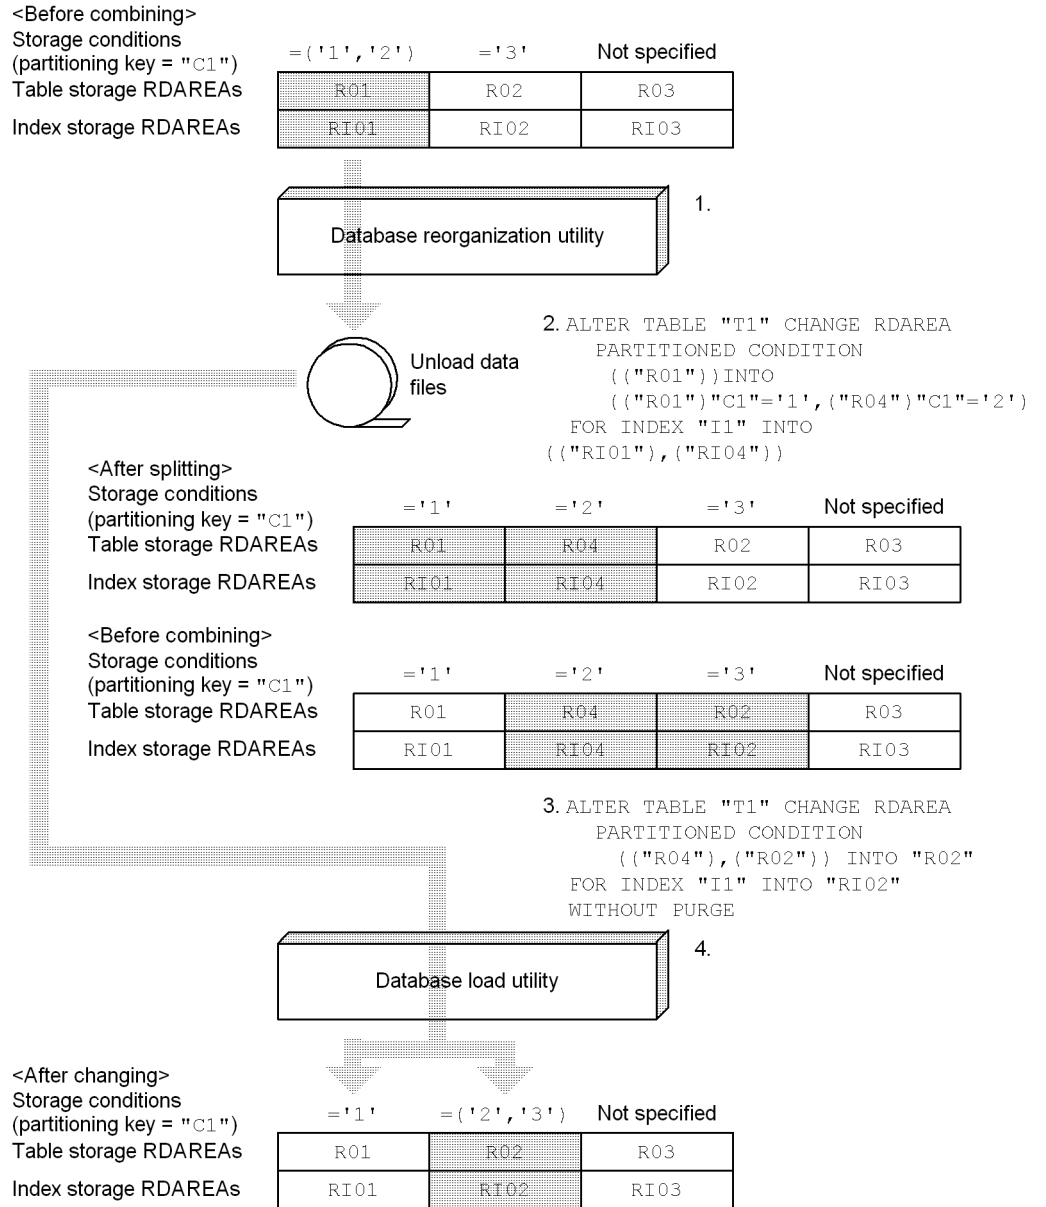 <Before combining>
Storage conditions
(partitioning key = "C1")
=('1','2') ='3' Not specified
Table storage RDAREAs R01 R02 R03
Index storage RDAREAs RI01 RI02 RI03
1.
Database reorganization utility
2. ALTER TABLE "T1" CHANGE RDAREA
PARTITIONED CONDITION
(("R01"))INTO
(("R01")"C1"='1',("R04")"C1"='2')
FOR INDEX "I1" INTO
(("RI01"),("RI04"))
Unload data
files
<After splitting>
Storage conditions
(partitioning key = "C1")
='1' ='2' ='3' Not specified
Table storage RDAREAs R01 R04 R02 R03
Index storage RDAREAs RI01 RI04 RI02 RI03
<Before combining>
Storage conditions
(partitioning key = "C1")
='1' ='2' ='3' Not specified
Table storage RDAREAs R01 R04 R02 R03
Index storage RDAREAs RI01 RI04 RI02 RI03
3. ALTER TABLE "T1" CHANGE RDAREA
PARTITIONED CONDITION
(("R04"),("R02")) INTO "R02"
FOR INDEX "I1" INTO "RI02"
WITHOUT PURGE
4.
Database load utility
<After changing>
Storage conditions
(partitioning key = "C1")
='1' =('2','3') Not specified
Table storage RDAREAs R01 R02 R03
Index storage RDAREAs RI01 RI02 RI03